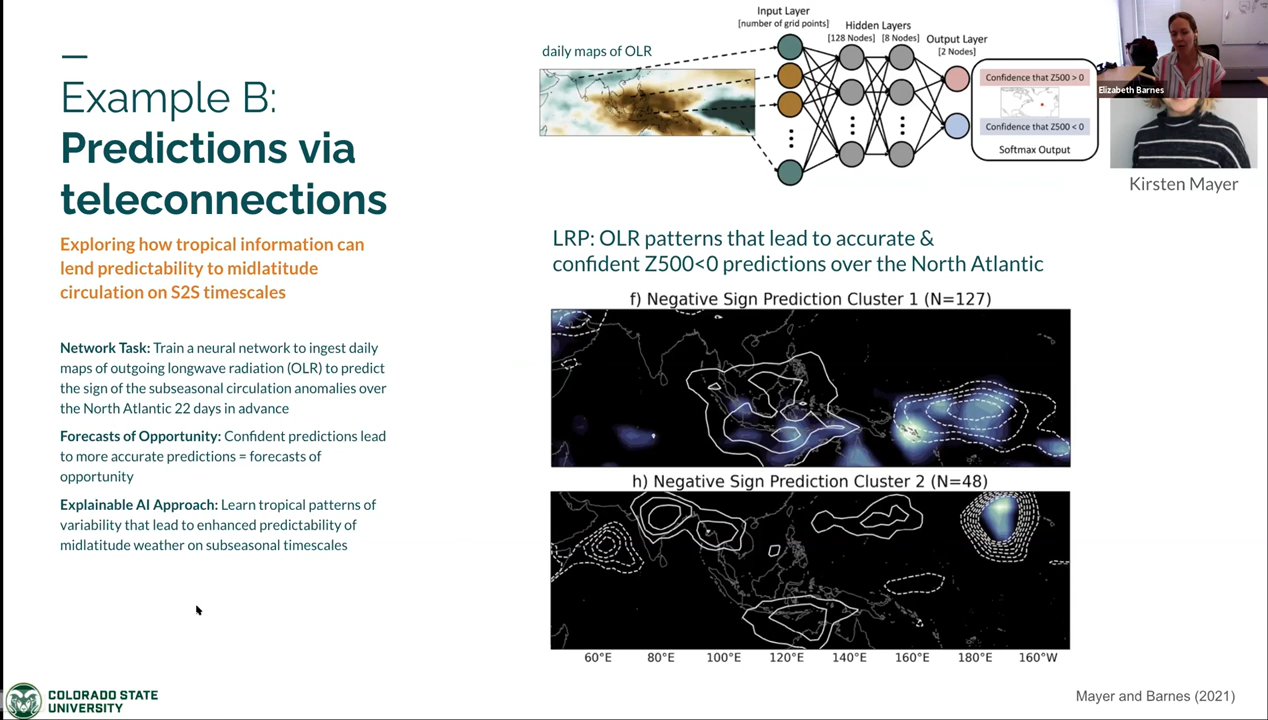 Example B:
Predictions via
teleconnections
Exploring how tropical information can
lend predictability to midlatitude
circulation on S2S timescales
Network Task: Train a neural network to ingest daily
maps of outgoing longwave radiation (OLR) to predict
the sign of the subseasonal circulation anomalies over
the North Atlantic 22 days in advance
Forecasts of Opportunity: Confident predictions lead
to more accurate predictions = forecasts of
opportunity
Explainable AI Approach: Learn tropical patterns of
variability that lead to enhanced predictability of
midlatitude weather on subseasonal timescales
COLORADO STATE
UNIVERSITY
daily maps of OLR
Input Layer
[number of grid points]
Hidden Layers
[128 Nodes] [8 Nodes]
Output Layer
[2 Nodes]
Confidence that Z500 > 0
Confidence that Z500 < 0
Softmax Output
Elizabeth Barnes
Kirsten Mayer
LRP: OLR patterns that lead to accurate &
confident Z500<0 predictions over the North Atlantic
f) Negative Sign Prediction Cluster 1 (N=127)
h) Negative Sign Prediction Cluster 2 (N=48)
60°E 80°E 100°E 120°E 140°E 160°E 180°E 160°W
Mayer and Barnes (2021)